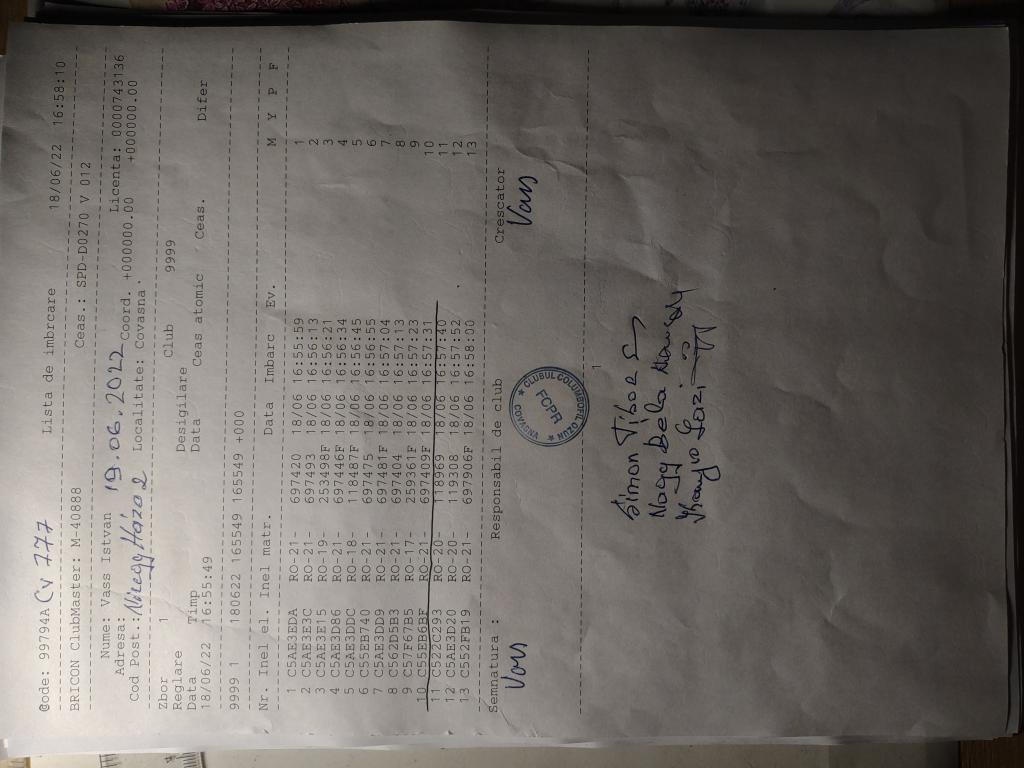 @ode: 99794A CV 777 Lista de imbrcare 18/06/22 16:58:10
BRICON ClubMaster: M-40888 Ceas.: SPD-D0270 V 012
Nume: Vass Istvan 19.06.2022 Licenta: 0000743136
Adresa: Coord. +000000.00 +000000.00
Cod Post.: 2 Localitate: Covasna
Zbor 1 Desigilare Club 9999
Reglare
Data Timp Data Ceas atomic Ceas. Difer
18/06/22 16:55:49
9999 1 180622 165549 165549 +000
Nr. Inel el. Inel matr. Data Imbarc Ev. M Y P F
1 C5AE3EDA RO-21- 697420 18/06 16:55:59 1
2 C5AE3E3C RO-21- 697493 18/06 16:56:13 2
3 C5AE3E15 RO-19- 253498F 18/06 16:56:21 3
4 C5AE3D86 RO-21- 697446F 18/06 16:56:34 4
5 C5AE3DDC RO-18- 118487F 18/06 16:56:45 5
6 C55EB740 RO-21- 697475 18/06 16:56:55 6
7 C5AE3DD9 RO-21- 697481F 18/06 16:57:04 7
8 C562D5B3 RO-21- 697404 18/06 16:57:13 8
9 C57F67B5 RO-17- 259361F 18/06 16:57:23 9
10 C55EB6BF RO-21- 697409F 18/06 16:57:31 10
11 C522C293 RO-20- 118969 18/06 16:57:40 11
12 C5AE3D20 RO-20- 119308 18/06 16:57:52 12
13 C552FB19 RO-21- 697906F 18/06 16:58:00 13
Semnatura : Responsabil de club Crescator
Vass Vass
CLUBUL COLUMBOFIL OZUN
COVASNA
FCPR
1
Simon Tibor
Nagy Bela